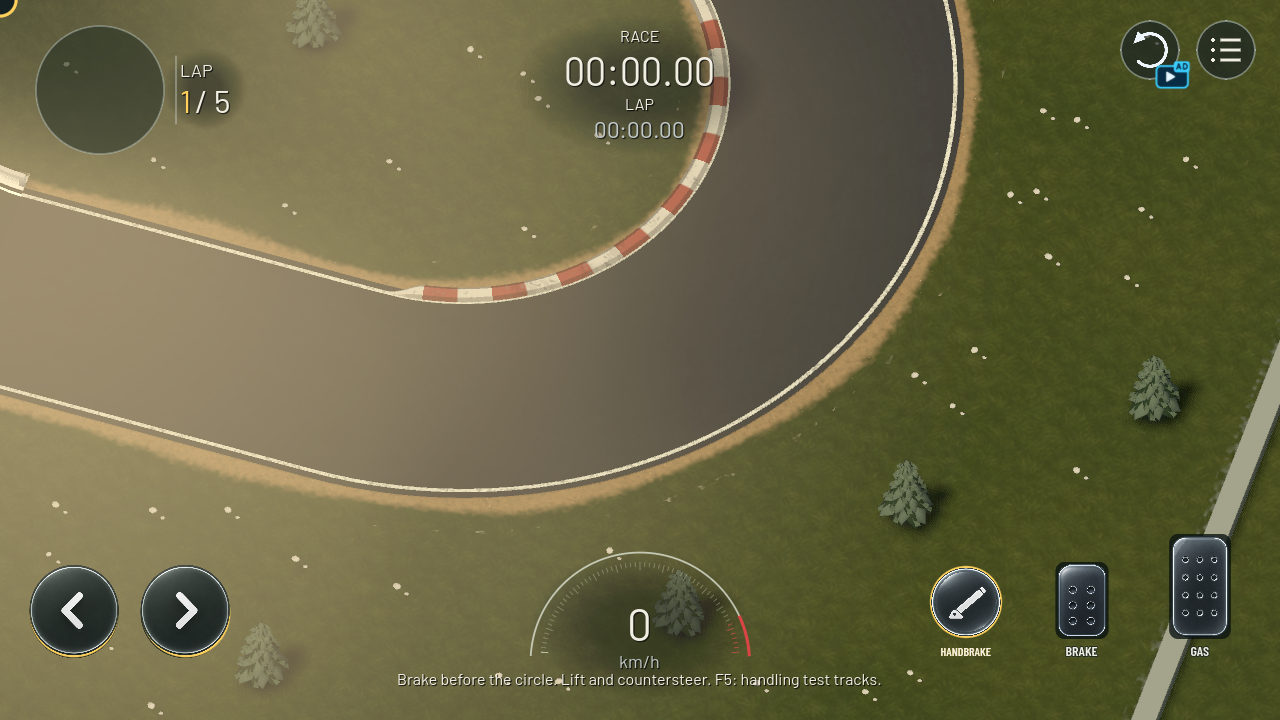 RACE
00:00.00
LAP
00:00.00
LAP
1 / 5
AD
0
km/h
Brake before the circle. Lift and countersteer. F5: handling test tracks.
HANDBRAKE
BRAKE
GAS